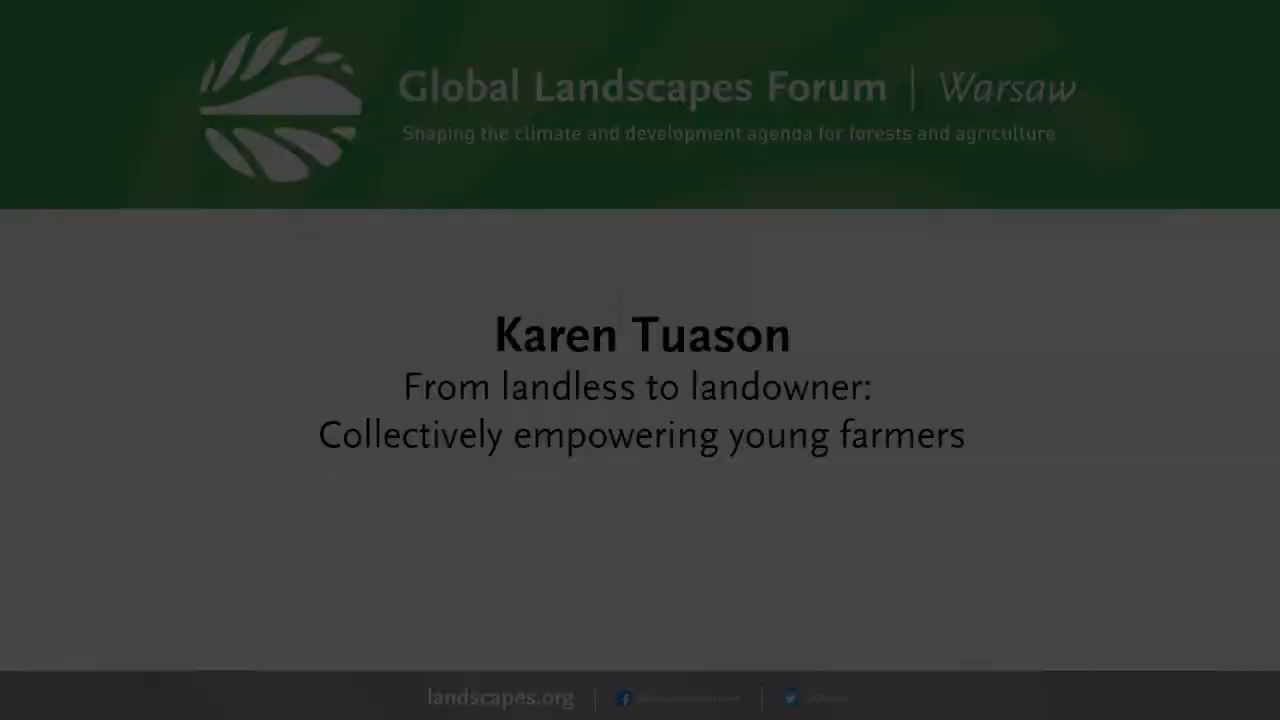 Global Landscapes Forum | Warsaw
Shaping the climate and development agenda for forests and agriculture
Karen Tuason
From landless to landowner:
Collectively empowering young farmers
landscapes.org